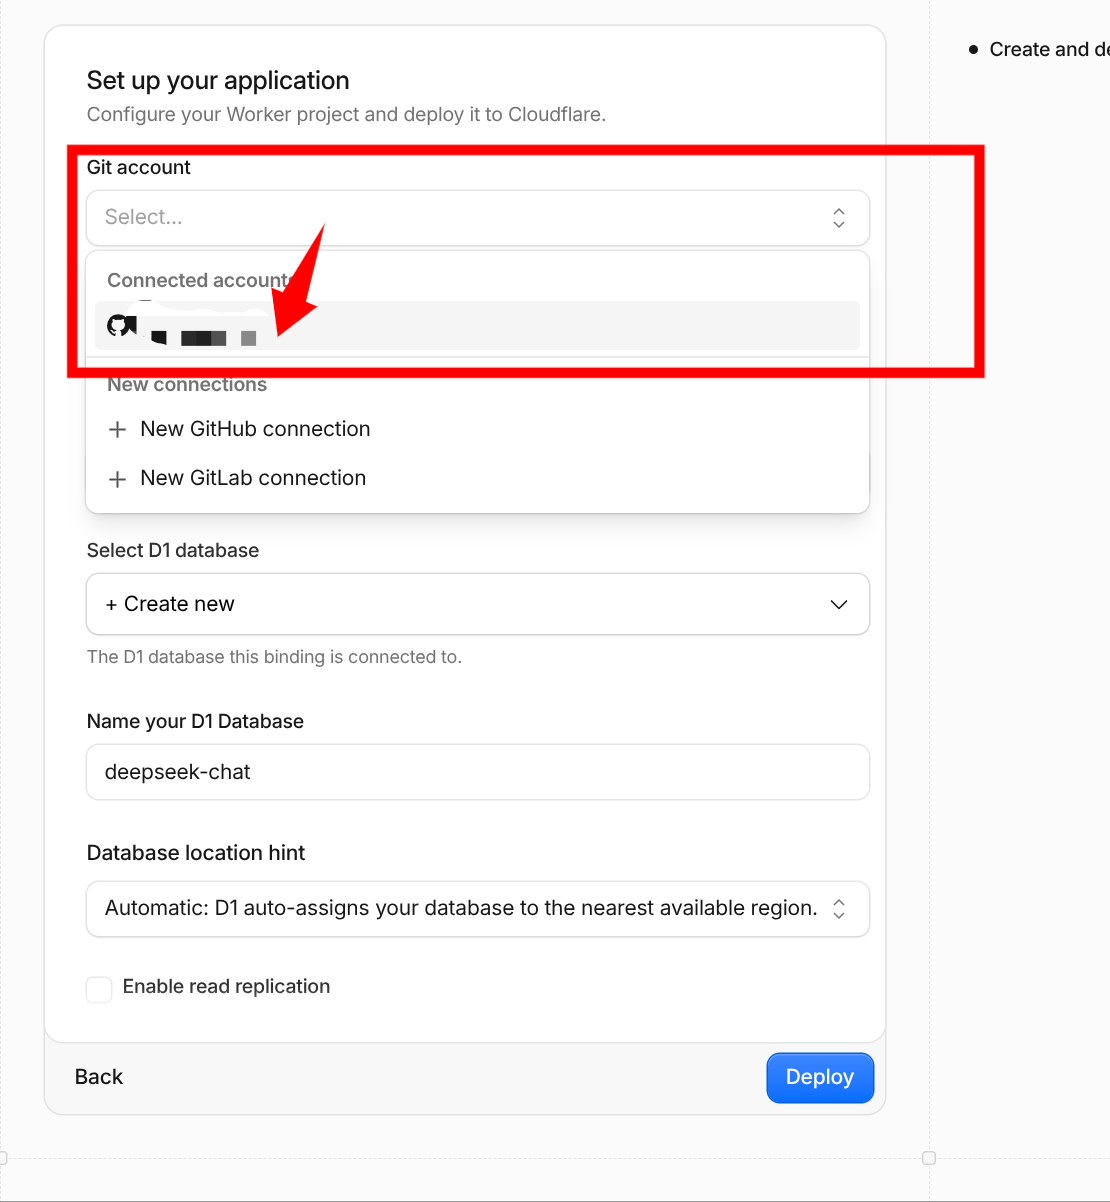 Set up your application
Configure your Worker project and deploy it to Cloudflare.
Create and
Git account
Select...
Connected accounts
New connections
New GitHub connection
New GitLab connection
Select D1 database
+ Create new
The D1 database this binding is connected to.
Name your D1 Database
deepseek-chat
Database location hint
Automatic: D1 auto-assigns your database to the nearest available region.
Enable read replication
Back
Deploy